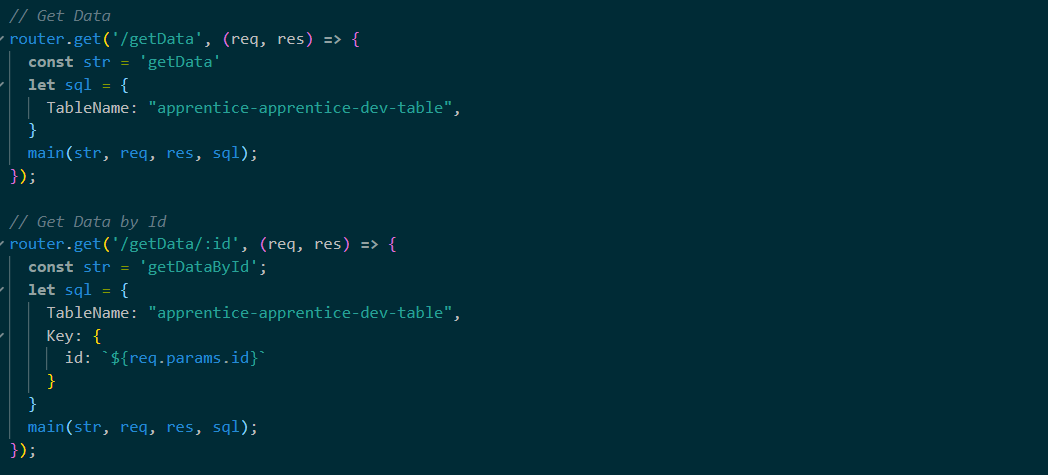 // Get Data
router.get('/getData', (req, res) => {
  const str = 'getData'
  let sql = {
    TableName: "apprentice-apprentice-dev-table",
  }
  main(str, req, res, sql);
});

// Get Data by Id
router.get('/getData/:id', (req, res) => {
  const str = 'getDataById';
  let sql = {
    TableName: "apprentice-apprentice-dev-table",
    Key: {
      id: `${req.params.id}`
    }
  }
  main(str, req, res, sql);
});